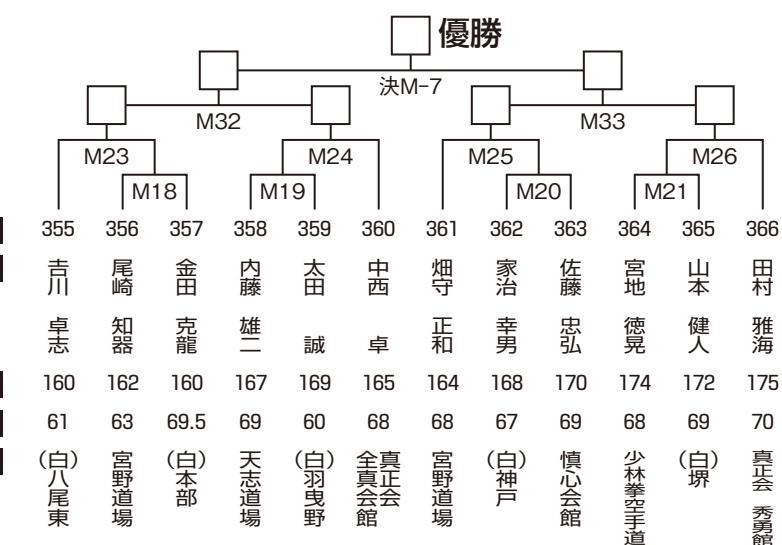 優勝
決M-7
M32 M33
M23 M24 M25 M26
M18 M19 M20 M21
355 356 357 358 359 360 361 362 363 364 365 366
吉川 卓志
尾崎 知器
金田 克龍
内藤 雄二
太田 誠
中西 卓
畑守 正和
家治 幸男
佐藤 忠弘
宮地 徳晃
山本 健人
田村 雅海
160 162 160 167 169 165 164 168 170 174 172 175
61 63 69.5 69 60 68 68 67 69 68 69 70
(白)八尾東
宮野道場
(白)本部
天志道場
(白)羽曳野
真正会
全真会館
宮野道場
(白)神戸
慎心会館
少林拳空手道
(白)堺
真正会 秀勇館